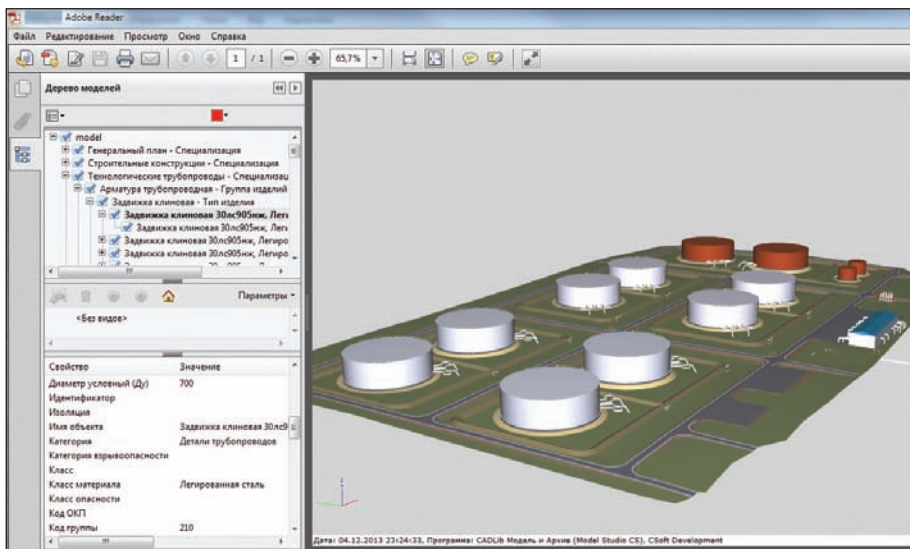 Adobe Reader
Файл Редактирование Просмотр Окно Справка
1 / 1 65,7%
Дерево моделей
model
Генеральный план - Специализация
Строительные конструкции - Специализация
Технологические трубопроводы - Специализац
Арматура трубопроводная - Группа изделий
Задвижка клиновая - Тип изделия
Задвижка клиновая 30лс905нж, Леги
Задвижка клиновая 30лс905нж, Леги
Задвижка клиновая 30лс905нж, Легиро
Задвижка клиновая 30лс905нж, Легиро
Параметры
<Без видов>
Свойство Значение
Диаметр условный (Ду) 700
Идентификатор
Изоляция
Имя объекта Задвижка клиновая 30лс9
Категория Детали трубопроводов
Категория взрывоопасности
Класс
Класс материала Легированная сталь
Класс опасности
Код ОКП
Код группы 210
Дата: 04.12.2013 23:24:33, Программа: CADLib Модель и Архив (Model Studio CS), CSoft Development